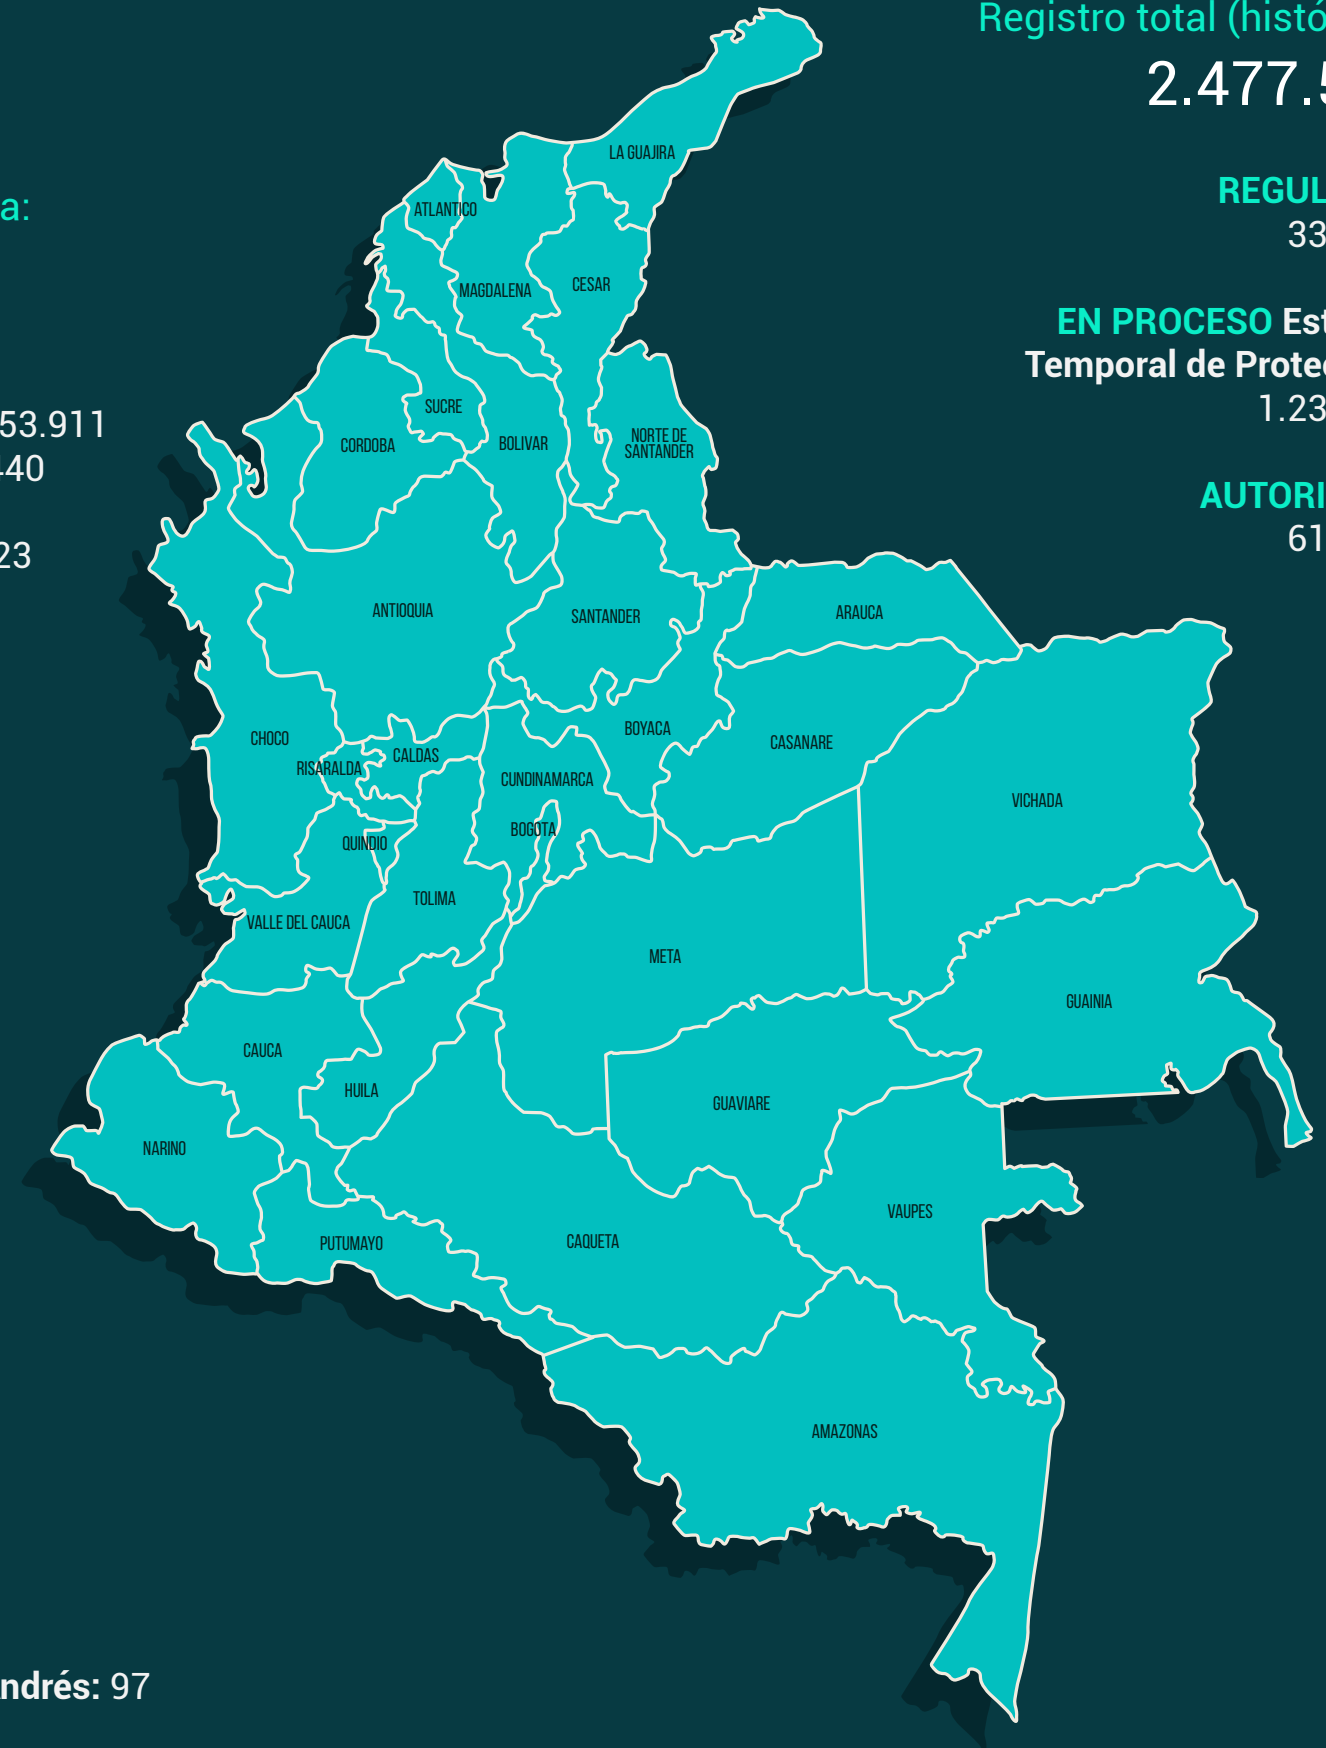 Registro total (histó
2.477.5
REGUL
33
EN PROCESO Est
Temporal de Protec
1.23
AUTORI
61
a:
53.911
440
23
LA GUAJIRA
ATLANTICO
MAGDALENA
CESAR
SUCRE
CORDOBA
BOLIVAR
NORTE DE
SANTANDER
ANTIOQUIA
SANTANDER
ARAUCA
CHOCO
RISARALDA
CALDAS
BOYACA
CASANARE
CUNDINAMARCA
VICHADA
BOGOTA
QUINDIO
TOLIMA
VALLE DEL CAUCA
META
GUAINIA
CAUCA
HUILA
GUAVIARE
NARINO
VAUPES
PUTUMAYO
CAQUETA
AMAZONAS
ndrés: 97